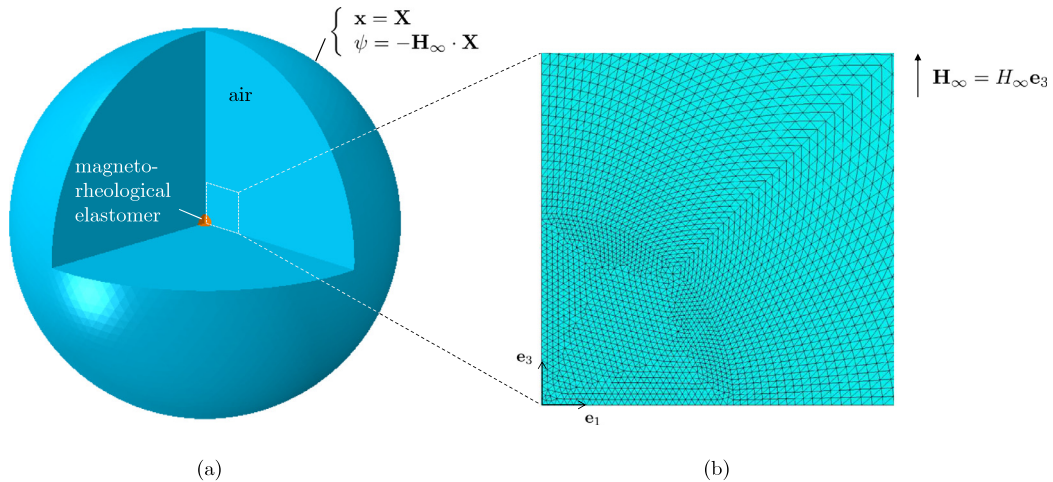 { x = X
ψ = −H∞ · X
air
magneto-
rheological
elastomer
H∞ = H∞e₃
e₃
e₁
(a)
(b)